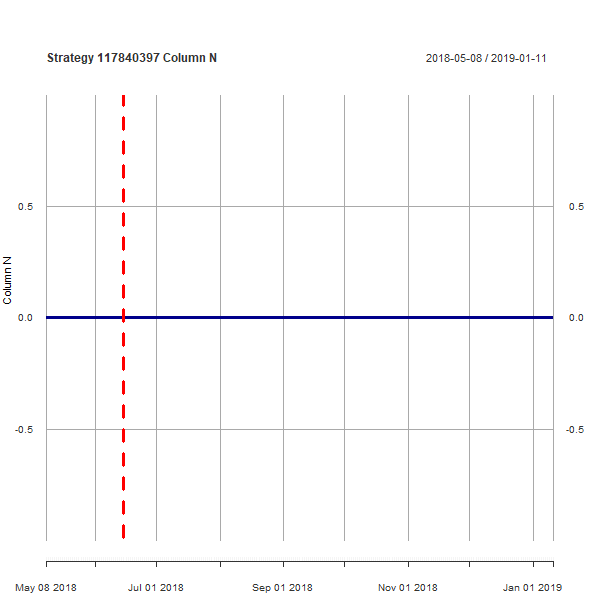 Strategy 117840397 Column N
2018-05-08 / 2019-01-11
0.5
0.5
Column N
0.0
0.0
-0.5
-0.5
May 08 2018
Jul 01 2018
Sep 01 2018
Nov 01 2018
Jan 01 2019